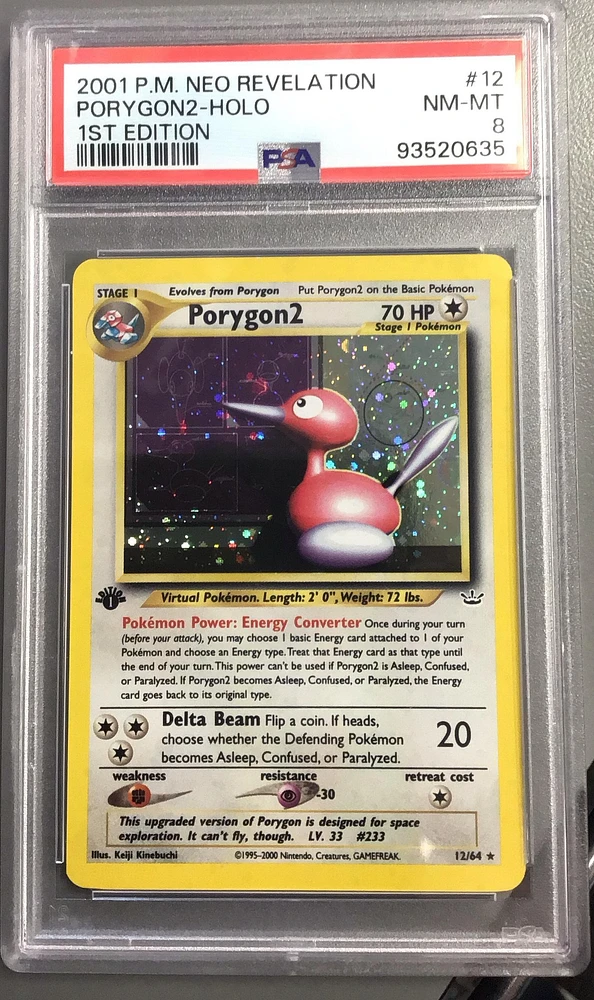 2001 P.M. NEO REVELATION #12
PORYGON2-HOLO NM-MT
1ST EDITION 8
PSA 93520635
STAGE 1 Evolves from Porygon Put Porygon2 on the Basic Pokémon
Porygon2 70 HP
Stage 1 Pokémon
EDITION 1
Virtual Pokémon. Length: 2' 0", Weight: 72 lbs.
Pokémon Power: Energy Converter Once during your turn
(before your attack), you may choose 1 basic Energy card attached to 1 of your
Pokémon and choose an Energy type. Treat that Energy card as that type until
the end of your turn. This power can't be used if Porygon2 is Asleep, Confused,
or Paralyzed. If Porygon2 becomes Asleep, Confused, or Paralyzed, the Energy
card goes back to its original type.
Delta Beam Flip a coin. If heads,
choose whether the Defending Pokémon 20
becomes Asleep, Confused, or Paralyzed.
weakness resistance retreat cost
-30
This upgraded version of Porygon is designed for space
exploration. It can't fly, though. LV. 33 #233
Illus. Keiji Kinebuchi ©1995-2000 Nintendo, Creatures, GAMEFREAK. 12/64 ★
PSA